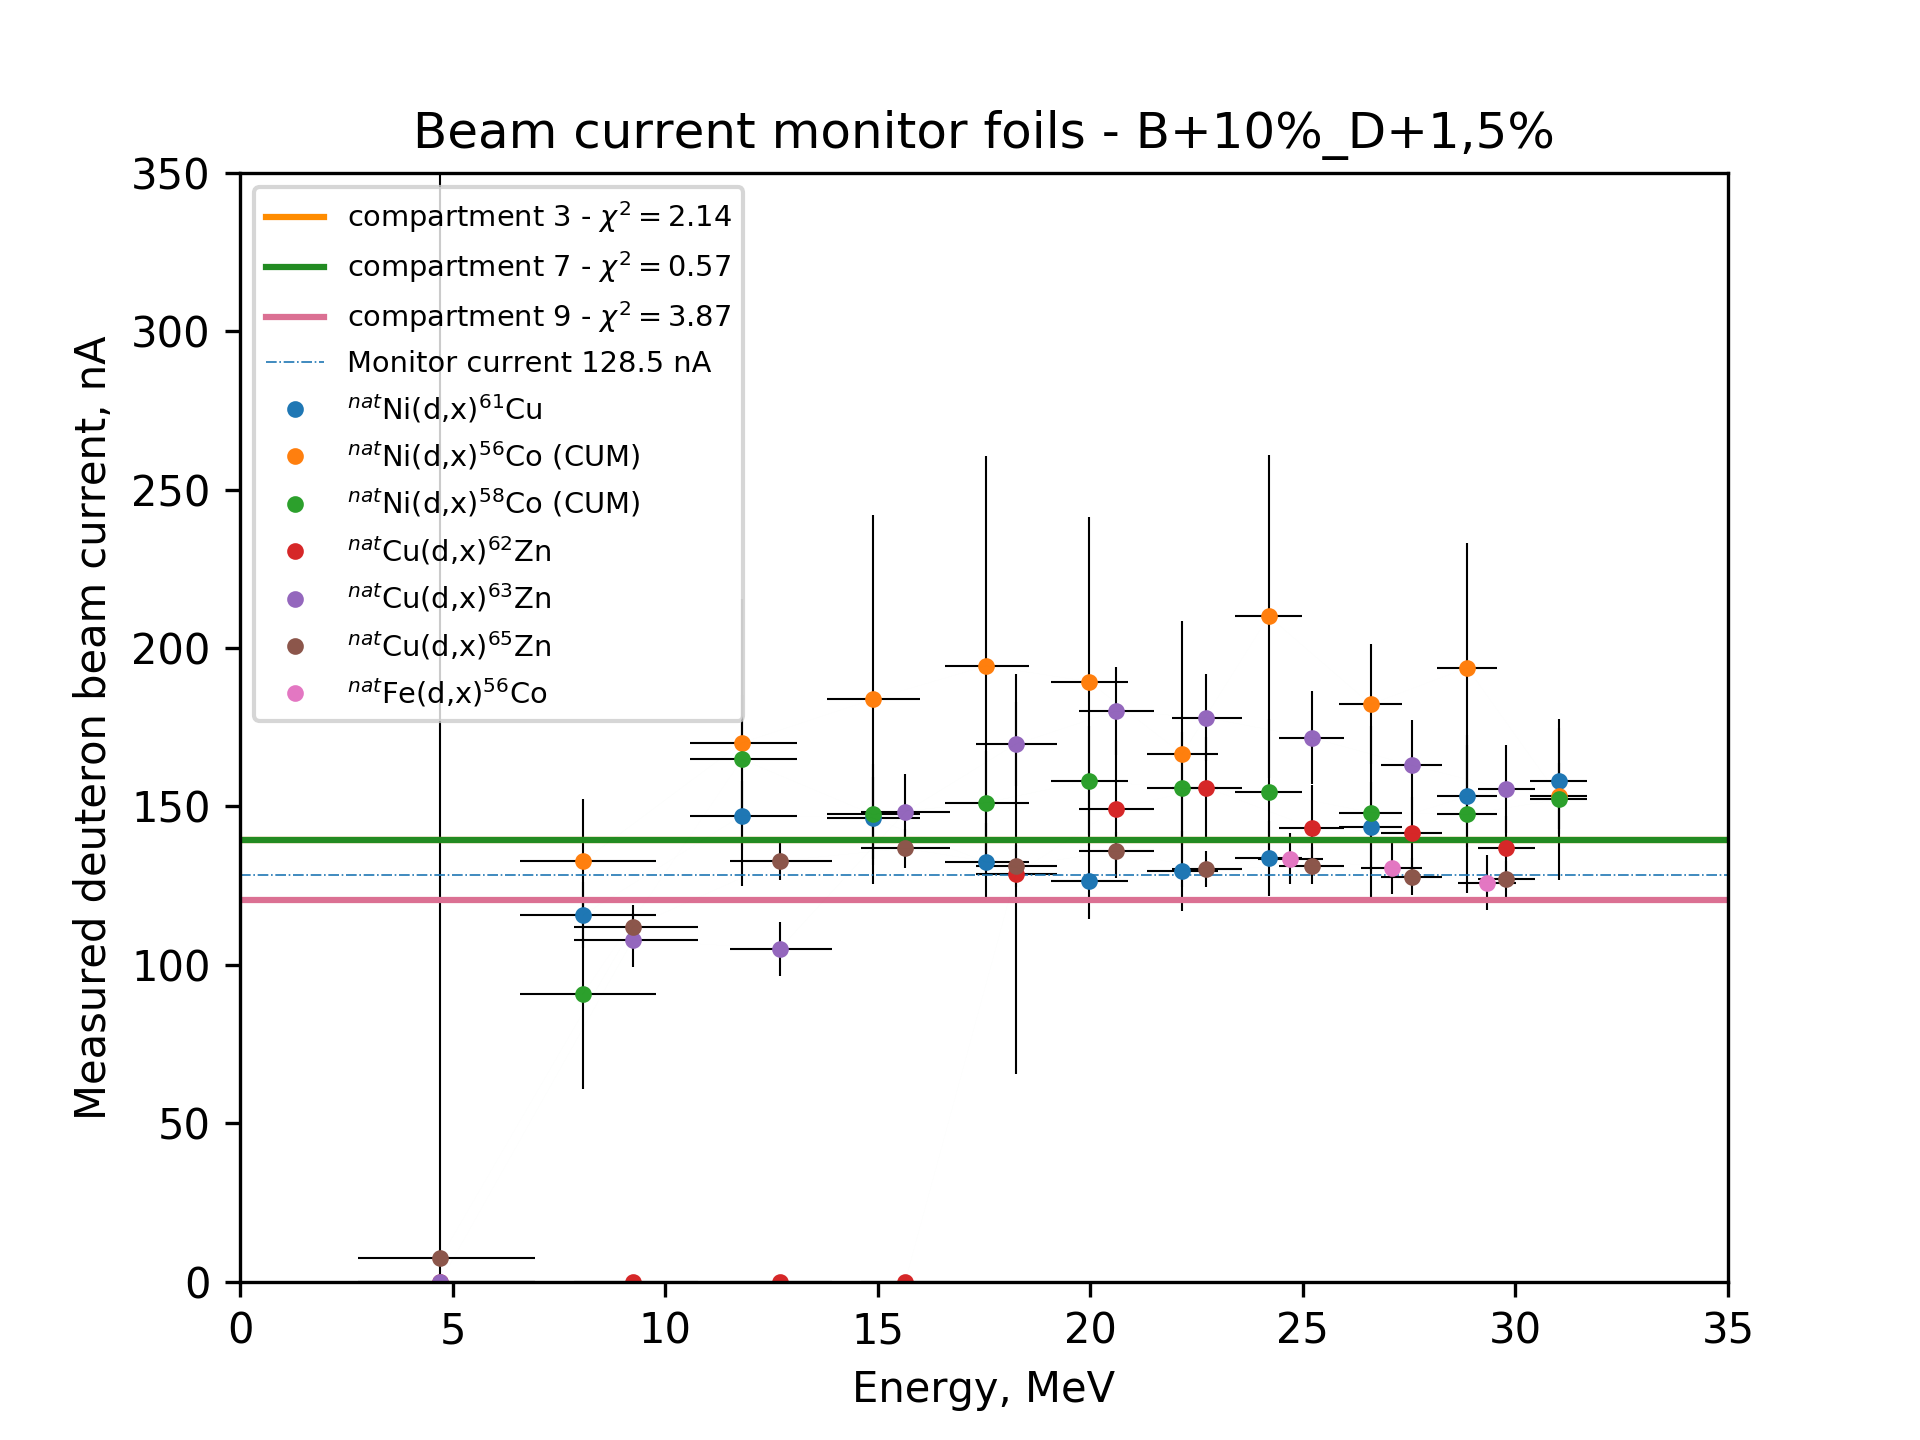 Beam current monitor foils - B+10%_D+1,5%
Measured deuteron beam current, nA
350
300
250
200
150
100
50
0
compartment 3 - χ² = 2.14
compartment 7 - χ² = 0.57
compartment 9 - χ² = 3.87
Monitor current 128.5 nA
ⁿᵃᵗNi(d,x)⁶¹Cu
ⁿᵃᵗNi(d,x)⁵⁶Co (CUM)
ⁿᵃᵗNi(d,x)⁵⁸Co (CUM)
ⁿᵃᵗCu(d,x)⁶²Zn
ⁿᵃᵗCu(d,x)⁶³Zn
ⁿᵃᵗCu(d,x)⁶⁵Zn
ⁿᵃᵗFe(d,x)⁵⁶Co
0 5 10 15 20 25 30 35
Energy, MeV